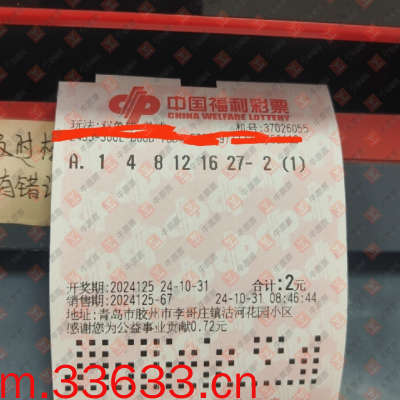 中国福利彩票
CHINA WELFARE LOTTERY
玩法:双色 机号:37026055
A. 1 4 8 12 16 27- 2 (1)
开奖期:2024125 24-10-31 合计:2元
销售期:2024125-67 24-10-31 08:46:44
地址:青岛市胶州市李哥庄镇沽河花园小区
感谢您为公益事业贡献0.72元
m.33633.cn